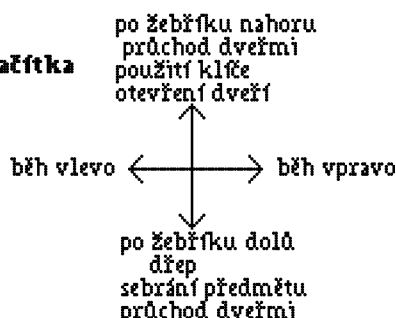 po žebříku nahoru
průchod dveřmi
ačítka
použití klíče
otevření dveří
běh vlevo
běh vpravo
po žebříku dolů
dřep
sebrání předmětu
průchod dveřmi